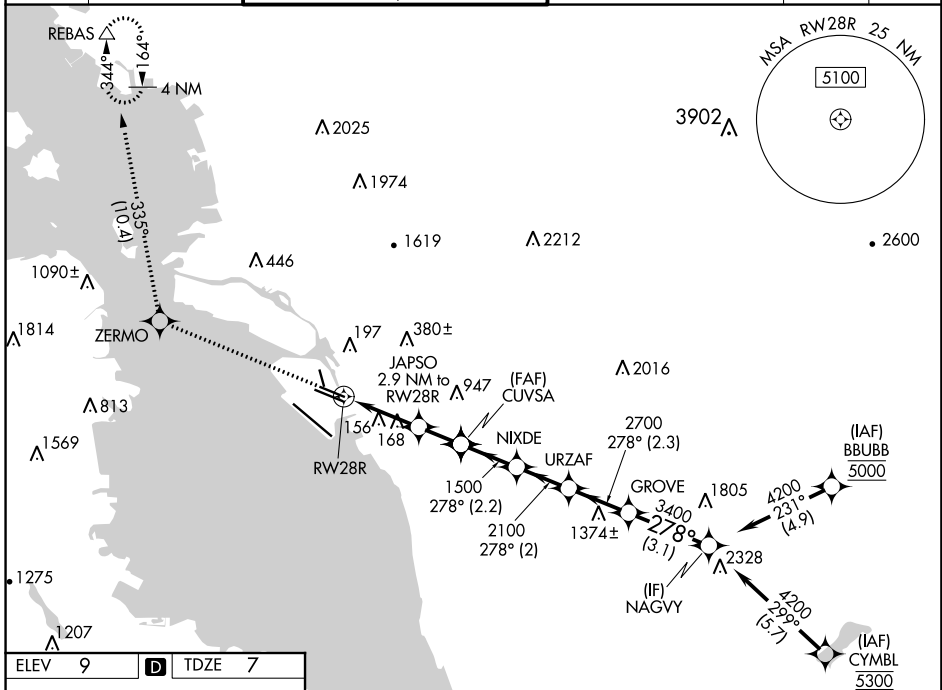 REBAS
344°
164°
4 NM
MSA RW28R 25 NM
5100
3902
2025
1974
335°
(10.4)
1619
2212
2600
446
1090±
ZERMO
1814
197
380±
JAPSO
2.9 NM to
RW28R
947
(FAF)
CUVSA
2016
813
156
168
1569
RW28R
NIXDE
2700
278° (2.3)
URZAF
(IAF)
BBUBB
5000
1500
278° (2.2)
GROVE
1805
4200
231°
(4.9)
2100
278° (2)
1374±
3400
278°
(3.1)
2328
(IF)
NAGVY
1275
4200
299°
(5.7)
1207
(IAF)
CYMBL
5300
ELEV 9 D TDZE 7